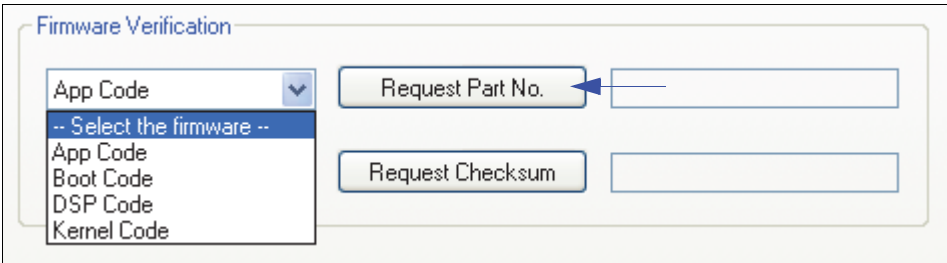 Firmware Verification
App Code
Request Part No.
-- Select the firmware --
App Code
Boot Code
DSP Code
Kernel Code
Request Checksum